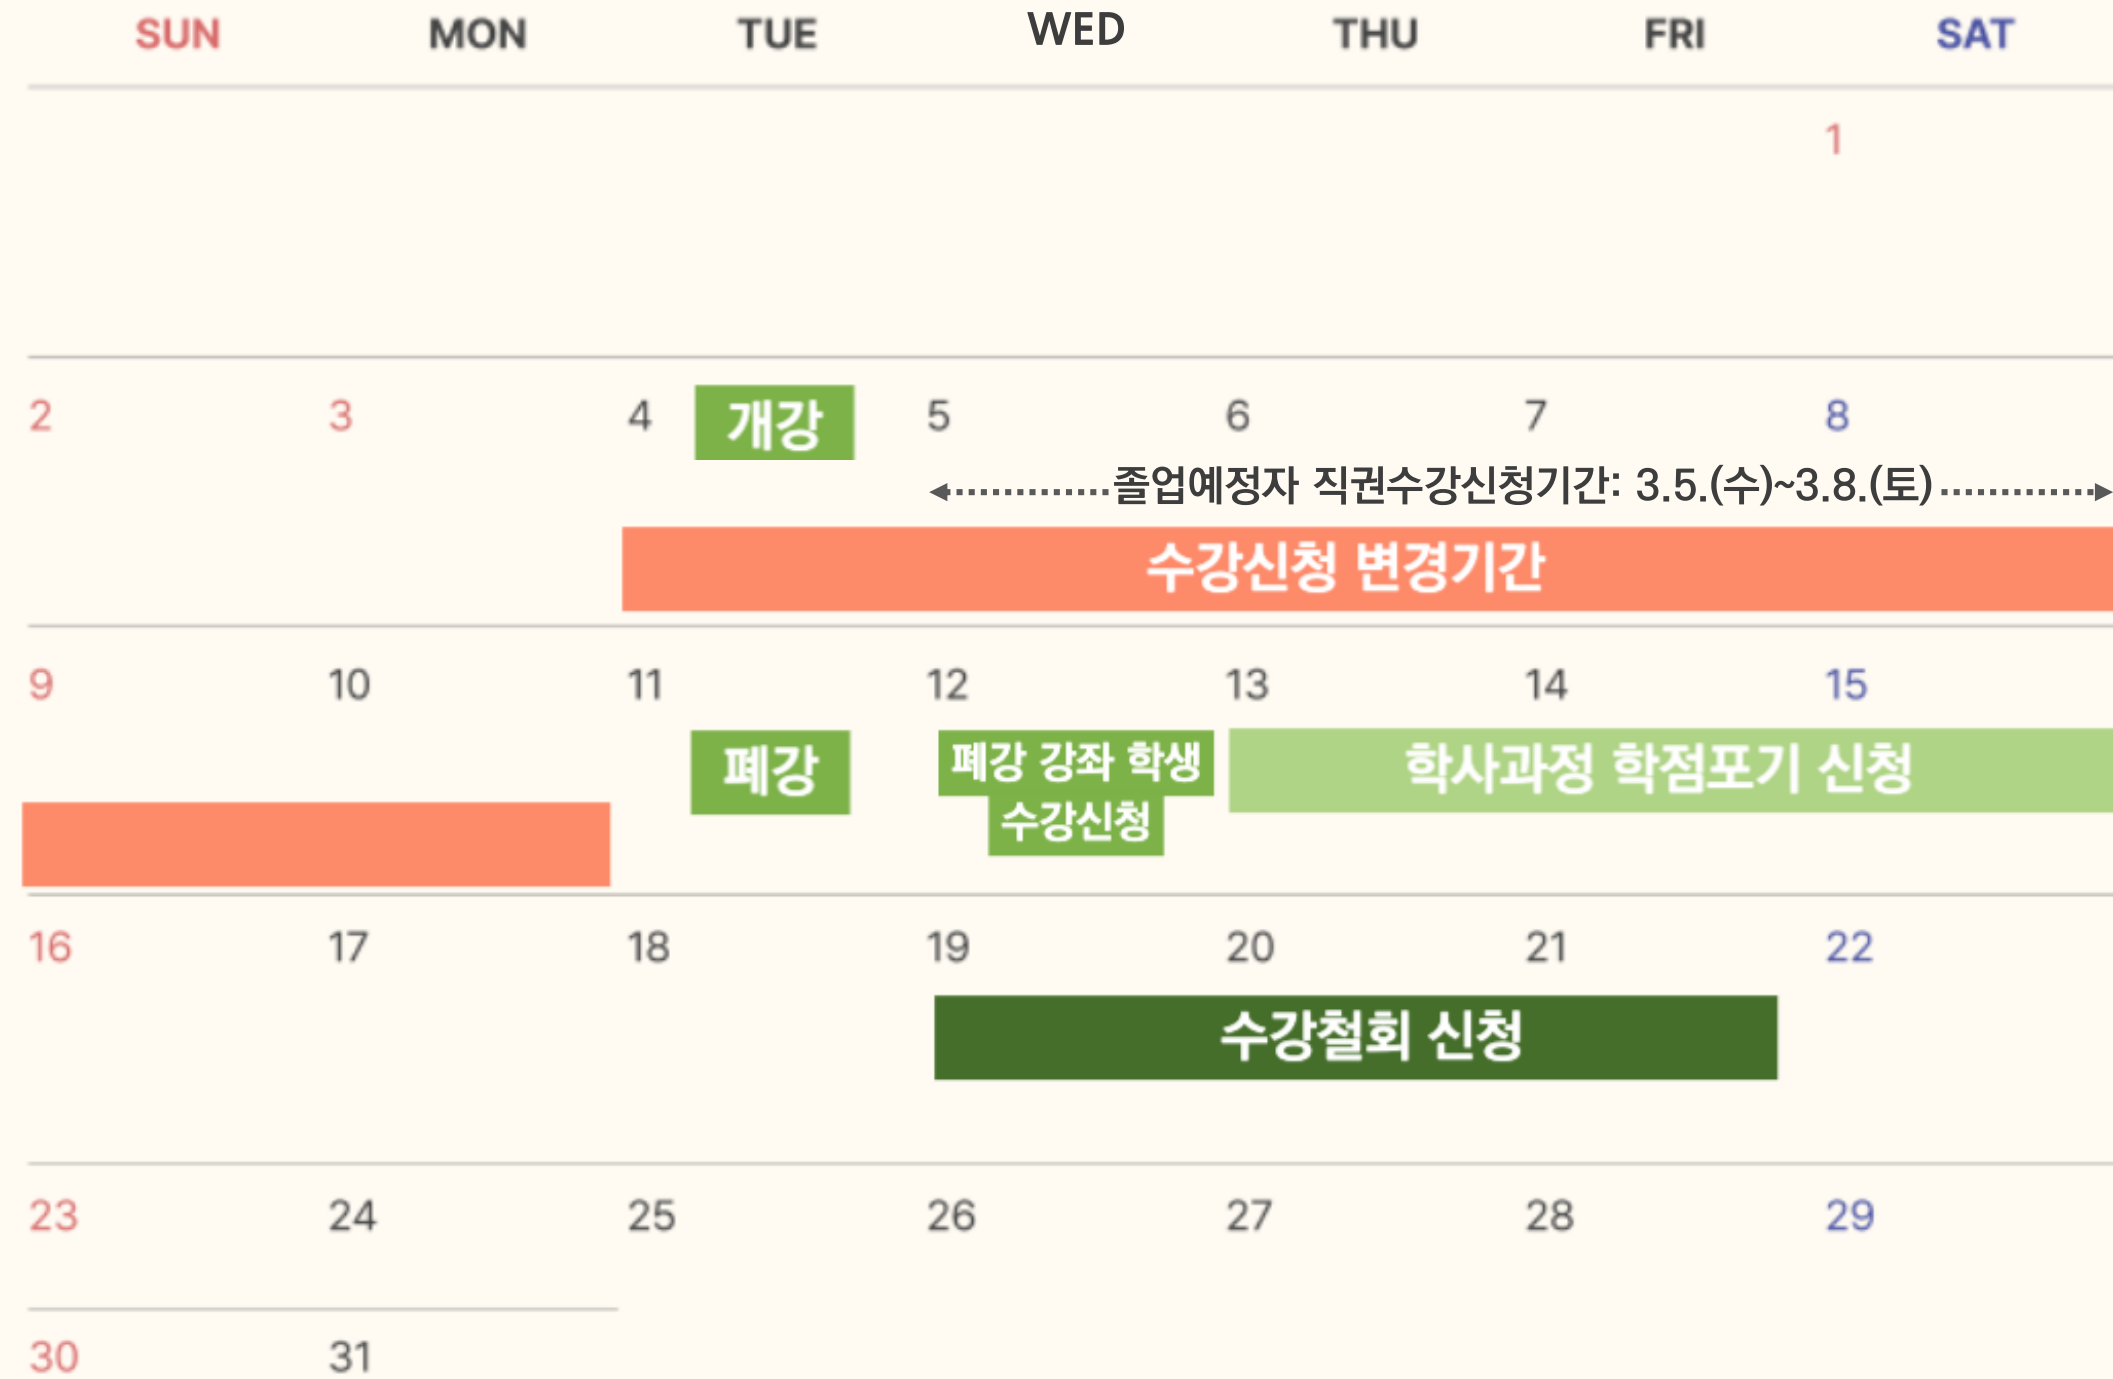 SUN MON TUE WED THU FRI SAT
1
2 3 4 개강 5 6 7 8
졸업예정자 직권수강신청기간: 3.5.(수)~3.8.(토)
수강신청 변경기간
9 10 11 12 13 14 15
폐강 폐강 강좌 학생 학사과정 학점포기 신청
수강신청
16 17 18 19 20 21 22
수강철회 신청
23 24 25 26 27 28 29
30 31